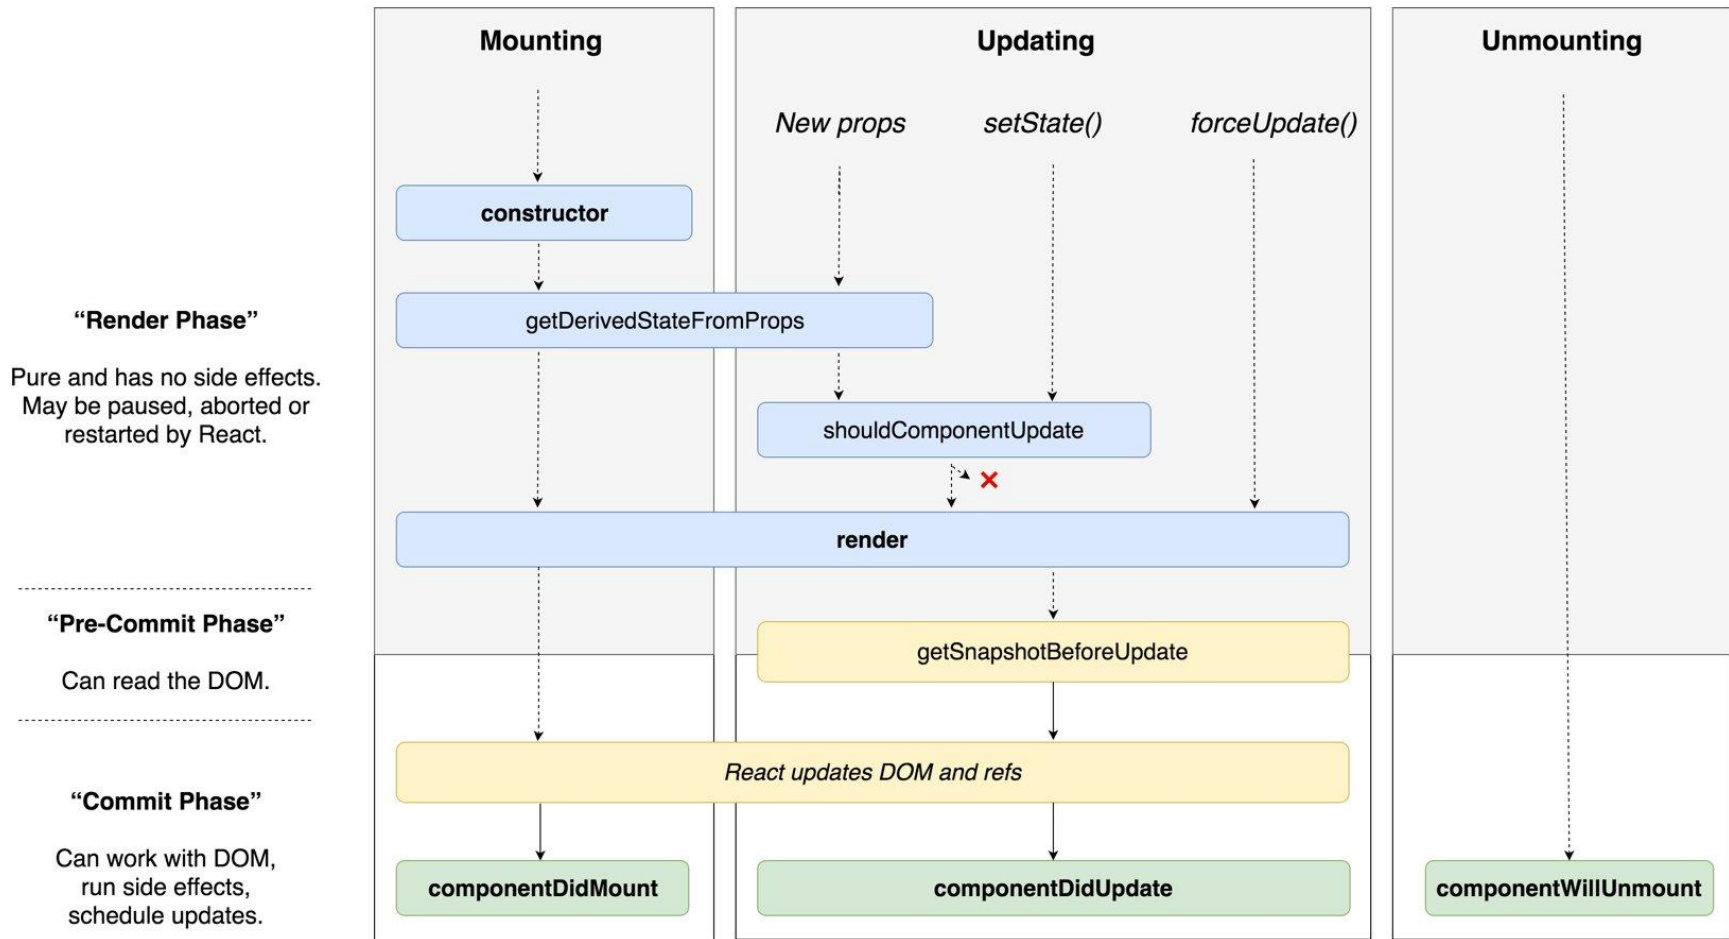 Mounting
Updating
Unmounting
New props
setState()
forceUpdate()
constructor
“Render Phase”
getDerivedStateFromProps
Pure and has no side effects.
May be paused, aborted or
restarted by React.
shouldComponentUpdate
render
“Pre-Commit Phase”
getSnapshotBeforeUpdate
Can read the DOM.
React updates DOM and refs
“Commit Phase”
Can work with DOM,
run side effects,
schedule updates.
componentDidMount
componentDidUpdate
componentWillUnmount